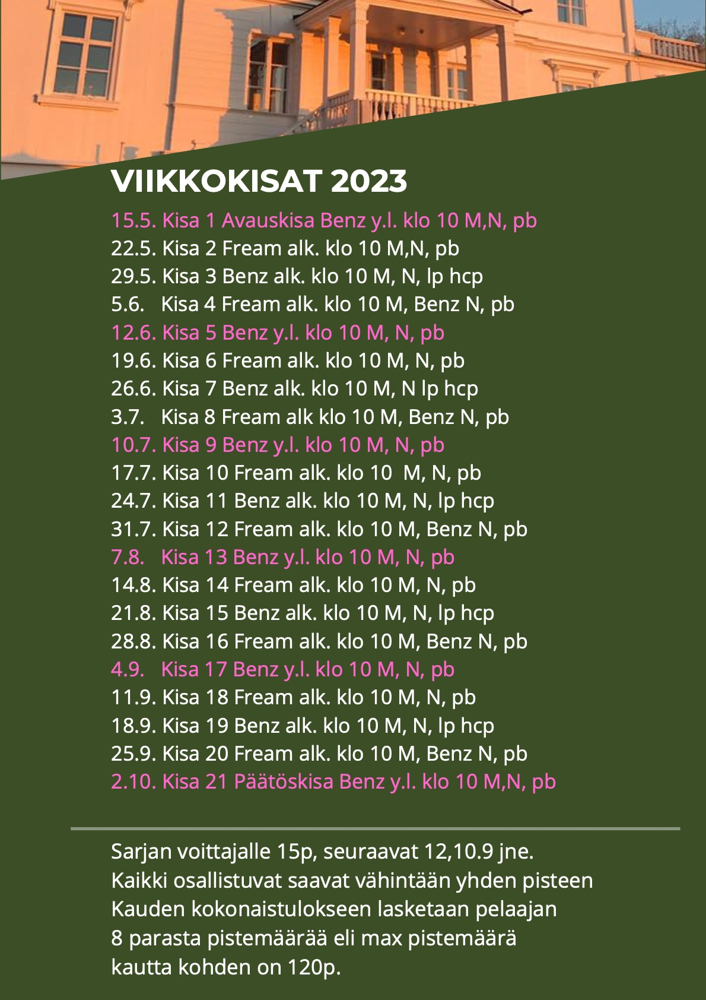 VIIKKOKISAT 2023
15.5. Kisa 1 Avauskisa Benz y.l. klo 10 M,N, pb
22.5. Kisa 2 Fream alk. klo 10 M,N, pb
29.5. Kisa 3 Benz alk. klo 10 M, N, lp hcp
5.6. Kisa 4 Fream alk. klo 10 M, Benz N, pb
12.6. Kisa 5 Benz y.l. klo 10 M, N, pb
19.6. Kisa 6 Fream alk. klo 10 M, N, pb
26.6. Kisa 7 Benz alk. klo 10 M, N lp hcp
3.7. Kisa 8 Fream alk klo 10 M, Benz N, pb
10.7. Kisa 9 Benz y.l. klo 10 M, N, pb
17.7. Kisa 10 Fream alk. klo 10 M, N, pb
24.7. Kisa 11 Benz alk. klo 10 M, N, lp hcp
31.7. Kisa 12 Fream alk. klo 10 M, Benz N, pb
7.8. Kisa 13 Benz y.l. klo 10 M, N, pb
14.8. Kisa 14 Fream alk. klo 10 M, N, pb
21.8. Kisa 15 Benz alk. klo 10 M, N, lp hcp
28.8. Kisa 16 Fream alk. klo 10 M, Benz N, pb
4.9. Kisa 17 Benz y.l. klo 10 M, N, pb
11.9. Kisa 18 Fream alk. klo 10 M, N, pb
18.9. Kisa 19 Benz alk. klo 10 M, N, lp hcp
25.9. Kisa 20 Fream alk. klo 10 M, Benz N, pb
2.10. Kisa 21 Päätöskisa Benz y.l. klo 10 M,N, pb
Sarjan voittajalle 15p, seuraavat 12,10.9 jne.
Kaikki osallistuvat saavat vähintään yhden pisteen
Kauden kokonaistulokseen lasketaan pelaajan
8 parasta pistemäärää eli max pistemäärä
kautta kohden on 120p.